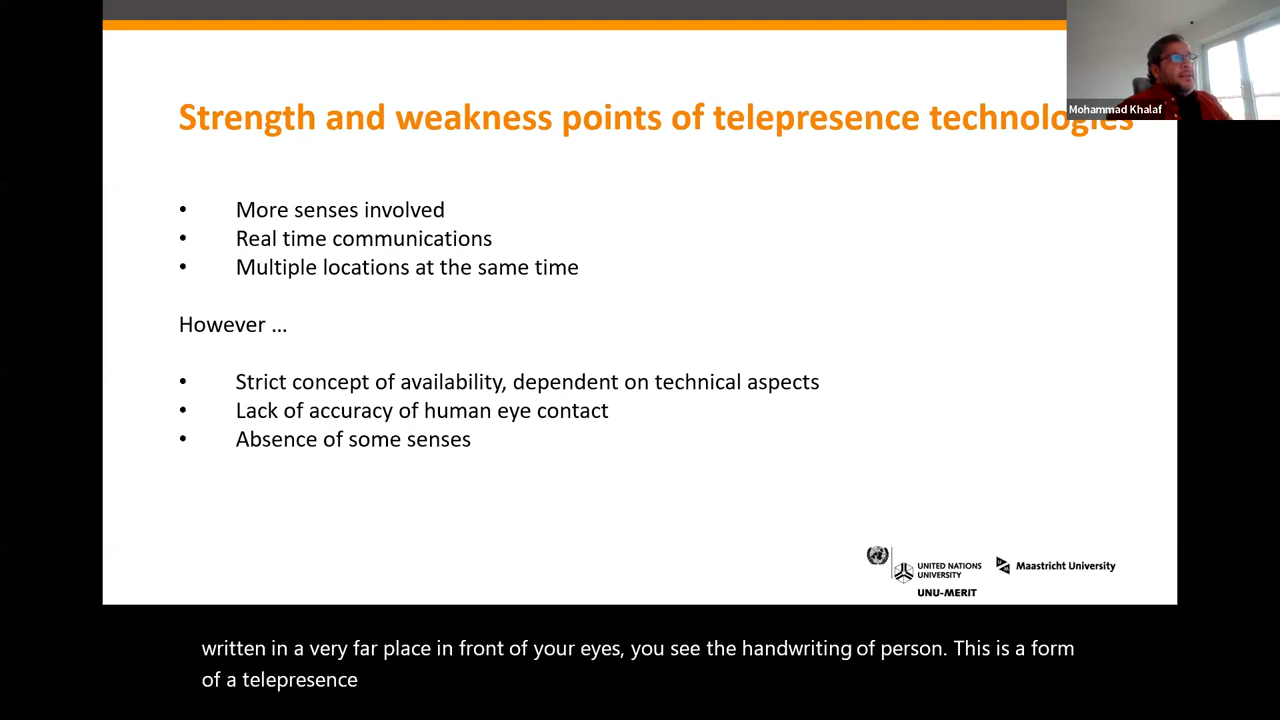 Strength and weakness points of telepresence technologies
Mohammad Khalaf
• More senses involved
• Real time communications
• Multiple locations at the same time
However ...
• Strict concept of availability, dependent on technical aspects
• Lack of accuracy of human eye contact
• Absence of some senses
UNITED NATIONS
UNIVERSITY
UNU-MERIT
Maastricht University
written in a very far place in front of your eyes, you see the handwriting of person. This is a form
of a telepresence